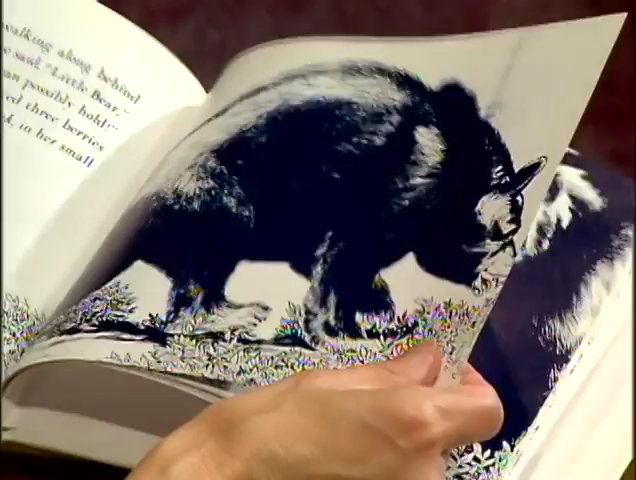 walking along behind
said, "Little Bear,"
an possibly hold!"
ed three berries
k, in her small